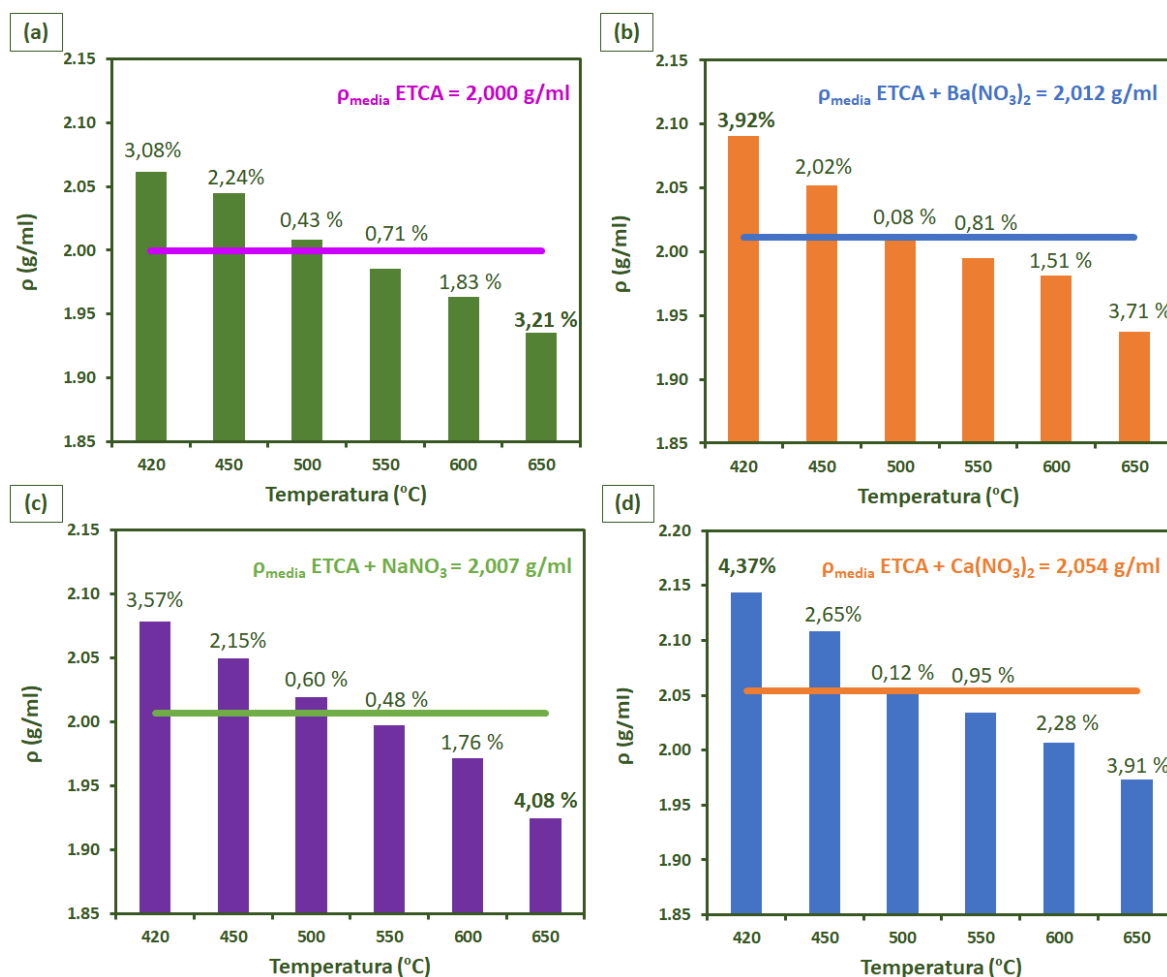 (a)
2.15
2.10
2.05
2.00
1.95
1.90
1.85
ρ (g/ml)
ρmedia ETCA = 2,000 g/ml
3,08%
2,24%
0,43 %
0,71 %
1,83 %
3,21 %
420 450 500 550 600 650
Temperatura (ºC)
(b)
2.15
2.10
2.05
2.00
1.95
1.90
1.85
ρ (g/ml)
ρmedia ETCA + Ba(NO3)2 = 2,012 g/ml
3,92%
2,02%
0,08 %
0,81 %
1,51 %
3,71 %
420 450 500 550 600 650
Temperatura (ºC)
(c)
2.15
2.10
2.05
2.00
1.95
1.90
1.85
ρ (g/ml)
ρmedia ETCA + NaNO3 = 2,007 g/ml
3,57%
2,15%
0,60 %
0,48 %
1,76 %
4,08 %
420 450 500 550 600 650
Temperatura (ºC)
(d)
2.20
2.15
2.10
2.05
2.00
1.95
1.90
1.85
ρ (g/ml)
ρmedia ETCA + Ca(NO3)2 = 2,054 g/ml
4,37%
2,65%
0,12 %
0,95 %
2,28 %
3,91 %
420 450 500 550 600 650
Temperatura (ºC)